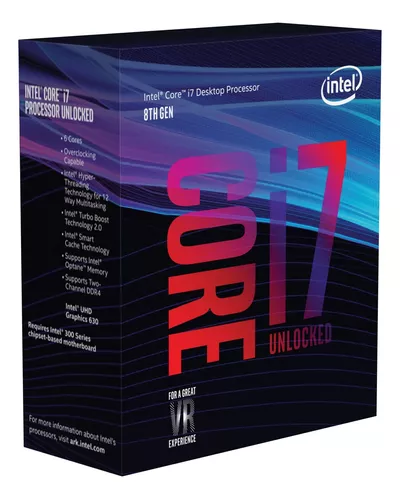 INTEL® CORE™ i7
PROCESSOR UNLOCKED
• 6 Cores
• Overclocking
Capable
• Intel® Hyper-
Threading
Technology for 12
Way Multitasking
• Intel® Turbo Boost
Technology 2.0
• Intel® Smart
Cache Technology
• Supports Intel®
Optane™ Memory
• Supports Two-
Channel DDR4
Intel® UHD
Graphics 630
Requires Intel® 300 Series
chipset-based motherboard
For more information about Intel's
processors, visit ark.intel.com
Intel® Core™ i7 Desktop Processor
8TH GEN
intel®
CORE
i7
UNLOCKED
FOR A GREAT
VR
EXPERIENCE